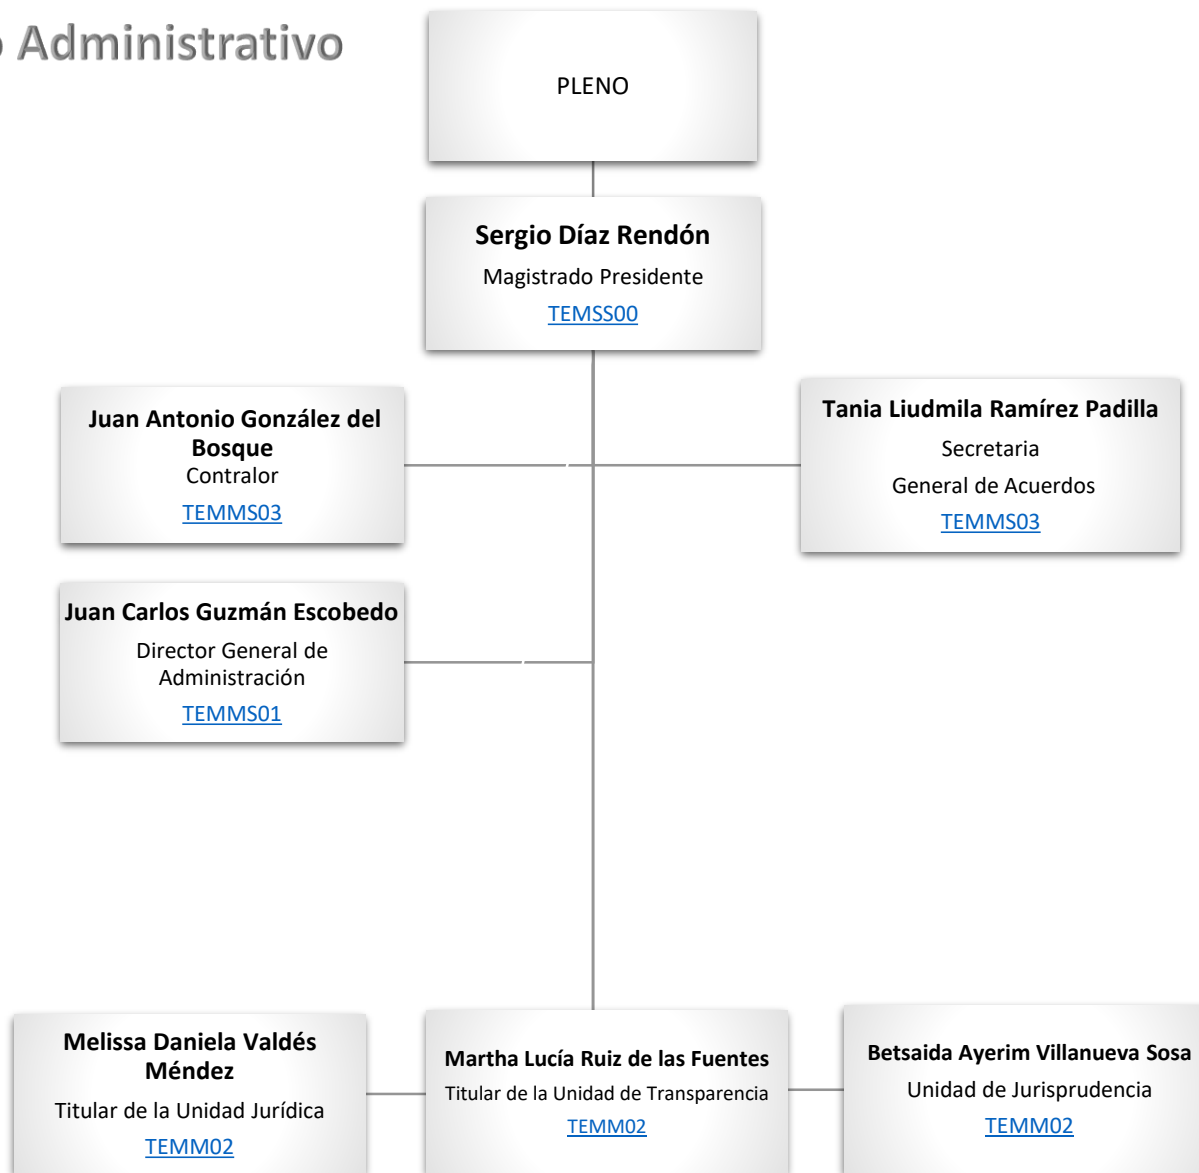 Administrativo
PLENO
Sergio Díaz Rendón
Magistrado Presidente
TEMSS00
Juan Antonio González del
Bosque
Contralor
TEMMS03
Tania Liudmila Ramírez Padilla
Secretaria
General de Acuerdos
TEMMS03
Juan Carlos Guzmán Escobedo
Director General de
Administración
TEMMS01
Melissa Daniela Valdés
Méndez
Titular de la Unidad Jurídica
TEMM02
Martha Lucía Ruiz de las Fuentes
Titular de la Unidad de Transparencia
TEMM02
Betsaida Ayerim Villanueva Sosa
Unidad de Jurisprudencia
TEMM02